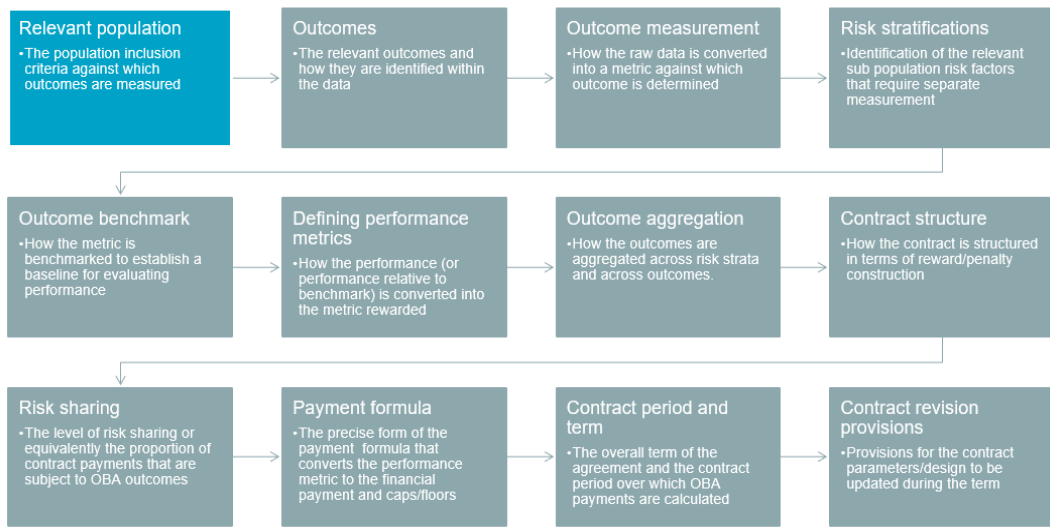 Relevant population
•The population inclusion
criteria against which
outcomes are measured
Outcomes
•The relevant outcomes and
how they are identified within
the data
Outcome measurement
•How the raw data is converted
into a metric against which
outcome is determined
Risk stratifications
•Identification of the relevant
sub population risk factors
that require separate
measurement
Outcome benchmark
•How the metric is
benchmarked to establish a
baseline for evaluating
performance
Defining performance
metrics
•How the performance (or
performance relative to
benchmark) is converted into
the metric rewarded
Outcome aggregation
•How the outcomes are
aggregated across risk strata
and across outcomes.
Contract structure
•How the contract is structured
in terms of reward/penalty
construction
Risk sharing
•The level of risk sharing or
equivalently the proportion of
contract payments that are
subject to OBA outcomes
Payment formula
•The precise form of the
payment formula that
converts the performance
metric to the financial
payment and caps/floors
Contract period and
term
•The overall term of the
agreement and the contract
period over which OBA
payments are calculated
Contract revision
provisions
•Provisions for the contract
parameters/design to be
updated during the term